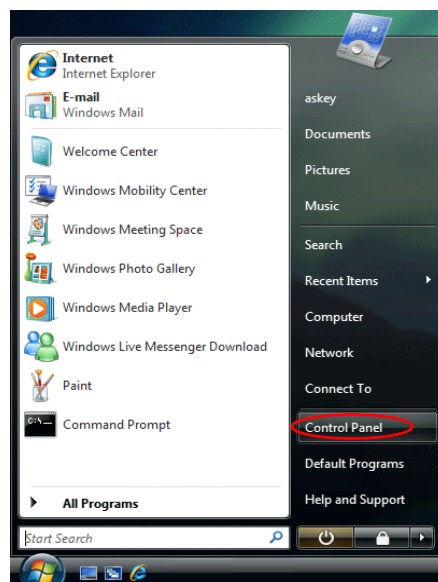 Internet
Internet Explorer
E-mail
Windows Mail
Welcome Center
Windows Mobility Center
Windows Meeting Space
Windows Photo Gallery
Windows Media Player
Windows Live Messenger Download
Paint
C:\
Command Prompt
All Programs
Start Search
askey
Documents
Pictures
Music
Search
Recent Items
Computer
Network
Connect To
Control Panel
Default Programs
Help and Support